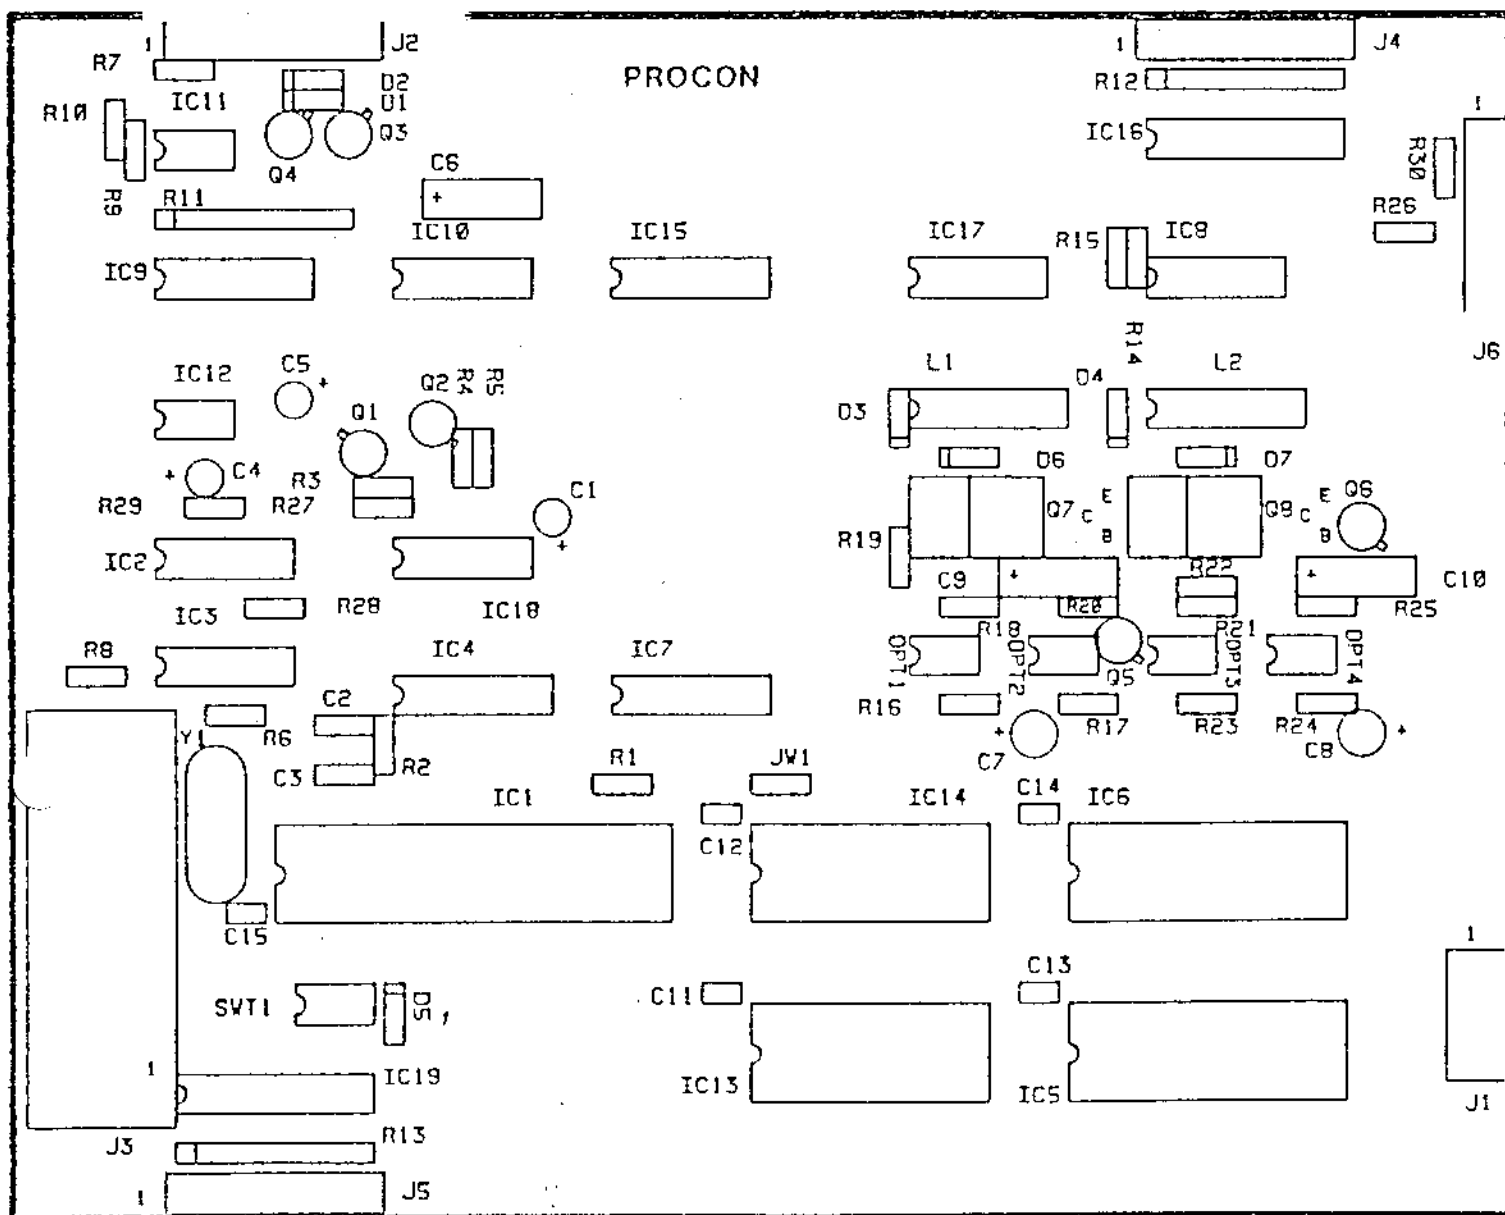 1
J2
1
J4
R7
D2
PROCON
R12
IC11
D1
1
R10
Q3
IC16
Q4
C6
R30
R9
R11
R26
IC10
IC15
IC17
R15
IC8
IC9
R14
J6
C5
L1
L2
IC12
Q2
R4
R5
D4
+
Q1
D3
+
C4
R3
D6
D7
C1
E
E
Q6
R29
R27
Q7
C
Q8
C
R19
B
B
+
IC2
C9
+
R22
+
C10
IC3
R28
IC18
R20
R25
R18
R21
R8
IC4
IC7
OPT1
OPT2
OPT3
OPT4
Q5
C2
R16
R17
R23
R24
Y1
R6
+
C7
C8
+
C3
R2
R1
JW1
IC1
IC14
C14
IC6
C12
C15
1
C13
SWT1
D5
C11
1
IC19
IC13
IC5
J1
J3
R13
1
J5